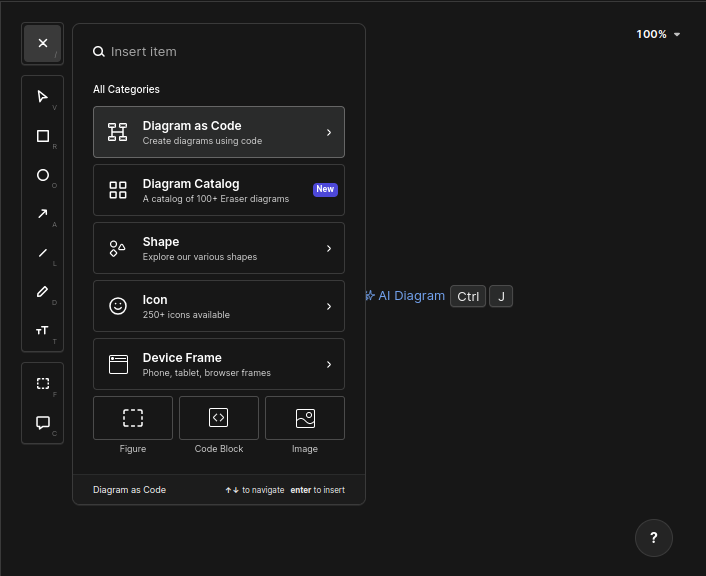 /
Insert item
100%
All Categories
V
R
O
A
L
D
T
F
C
Diagram as Code
Create diagrams using code
Diagram Catalog
A catalog of 100+ Eraser diagrams
New
Shape
Explore our various shapes
Icon
250+ icons available
AI Diagram Ctrl J
Device Frame
Phone, tablet, browser frames
Figure
Code Block
Image
Diagram as Code
to navigate enter to insert
?